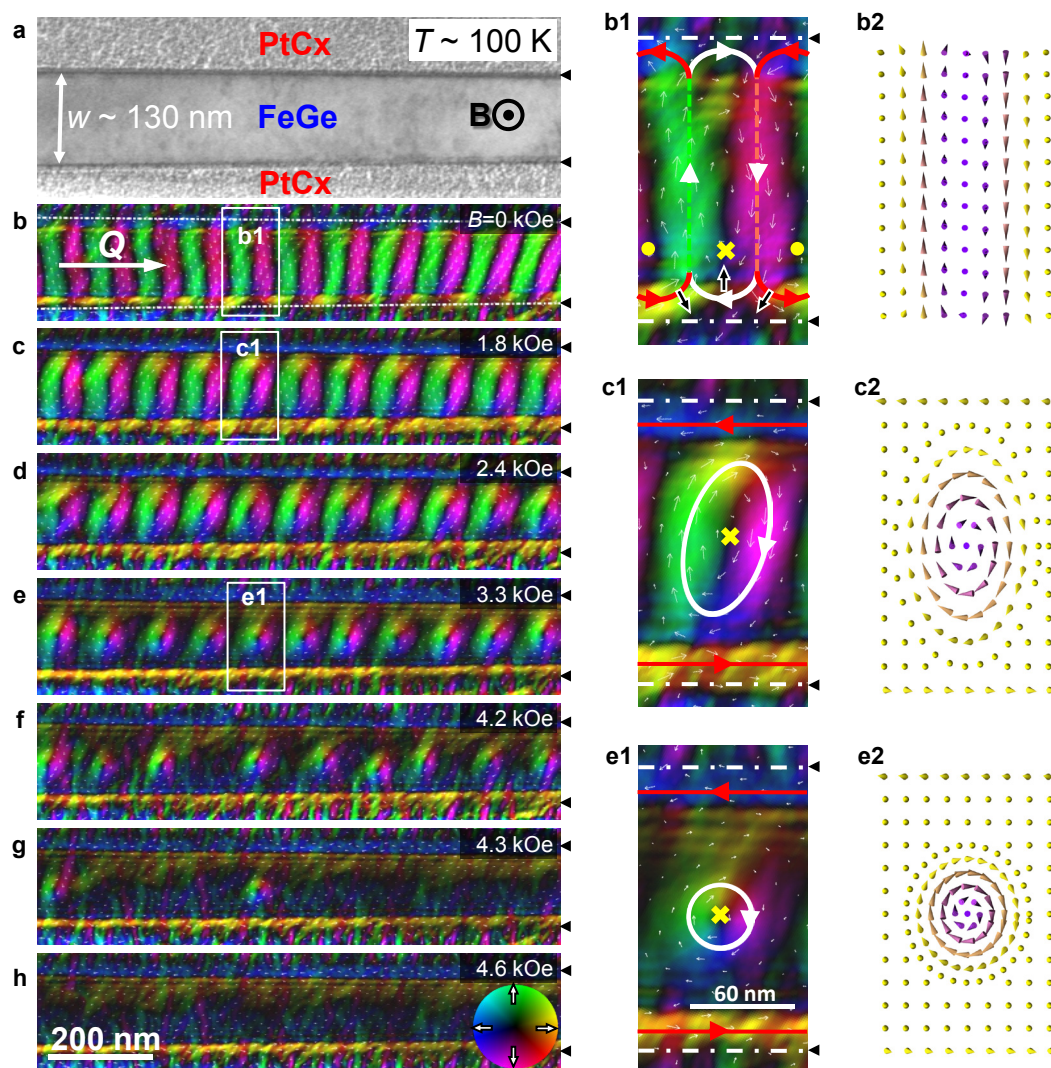 a
PtCx
T ~ 100 K
w ~ 130 nm
FeGe
B
PtCx
b
B=0 kOe
Q
b1
c
1.8 kOe
c1
d
2.4 kOe
e
3.3 kOe
e1
f
4.2 kOe
g
4.3 kOe
h
4.6 kOe
200 nm
b1
b2
c1
c2
e1
e2
60 nm